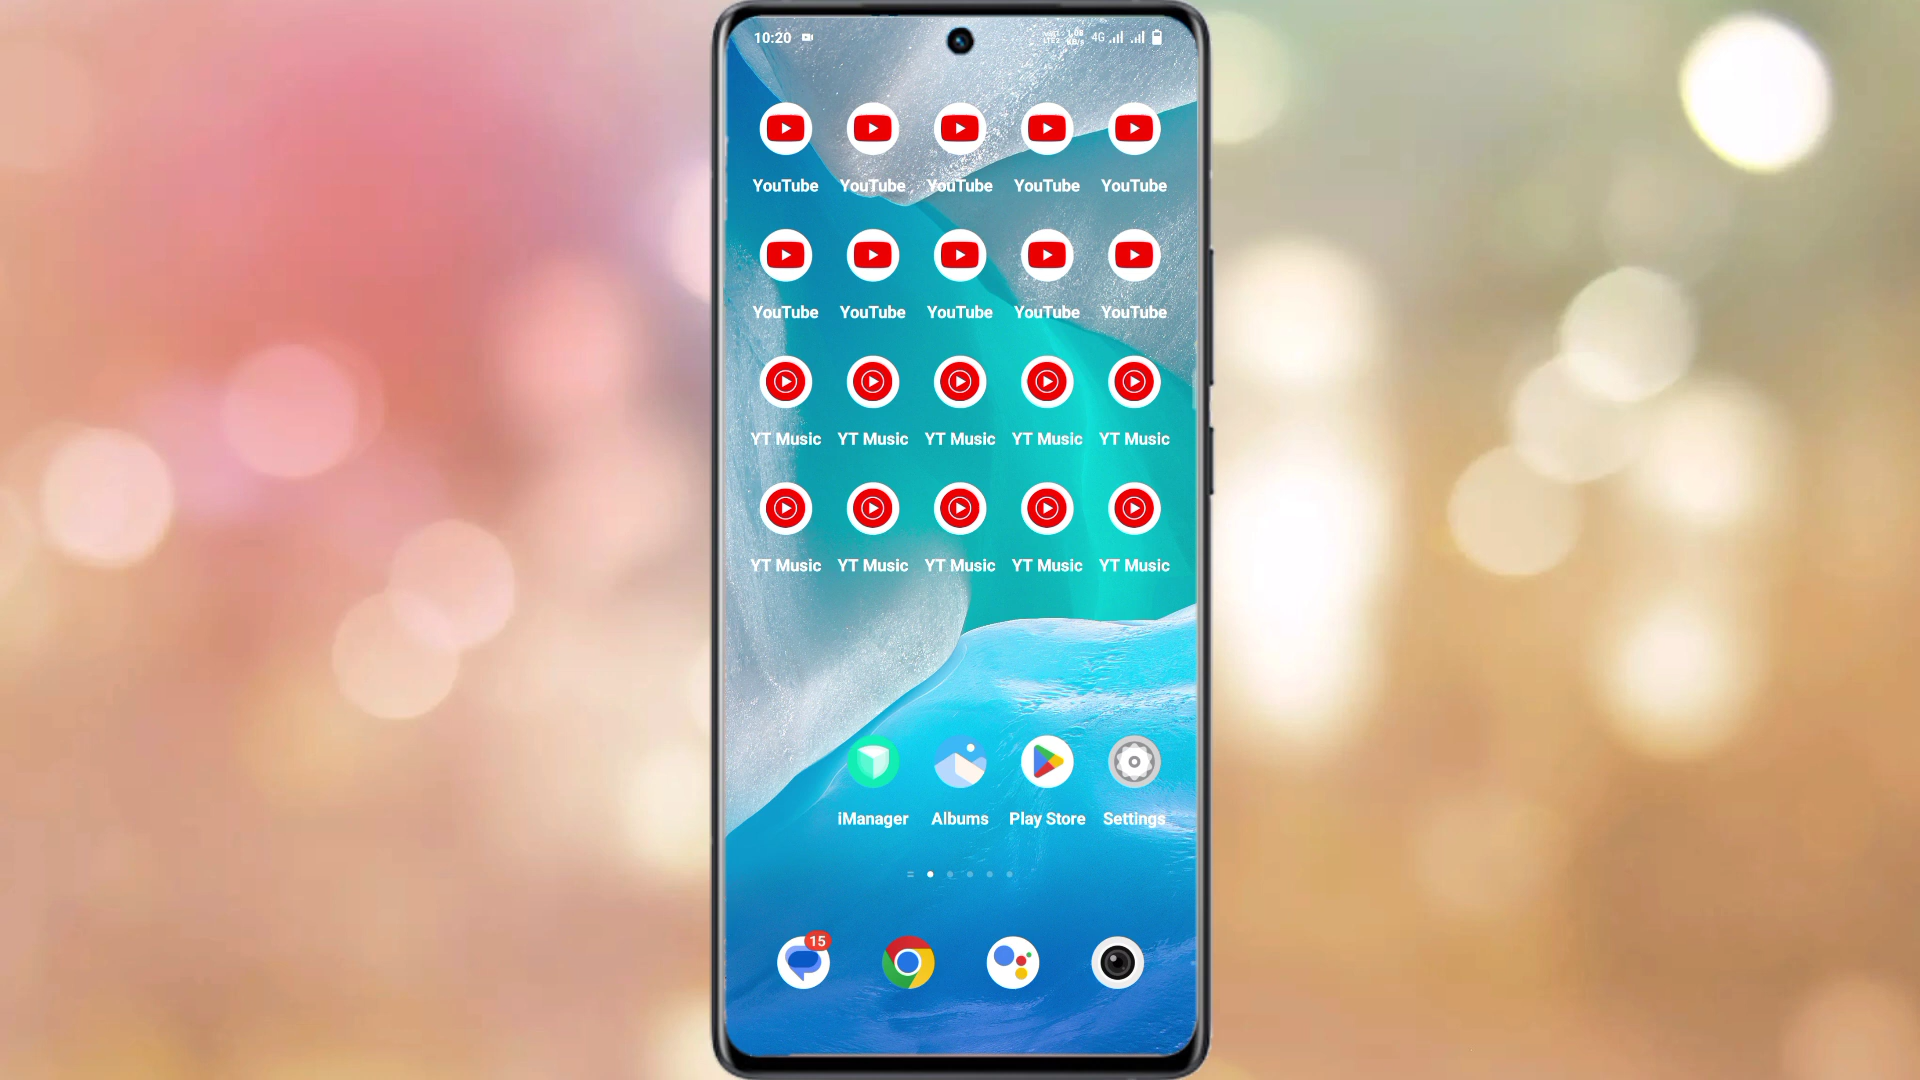 10:20 4G
YouTube YouTube YouTube YouTube YouTube
YouTube YouTube YouTube YouTube YouTube
YT Music YT Music YT Music YT Music YT Music
YT Music YT Music YT Music YT Music YT Music
iManager Albums Play Store Settings
15